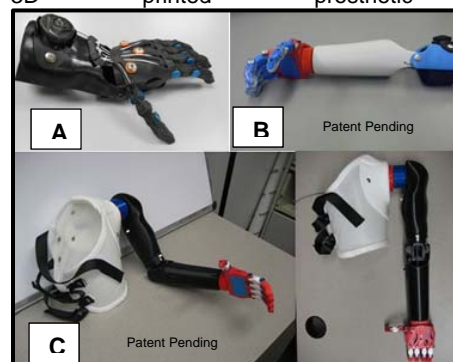 3D printed prosthetic
A
B
Patent Pending
C
Patent Pending